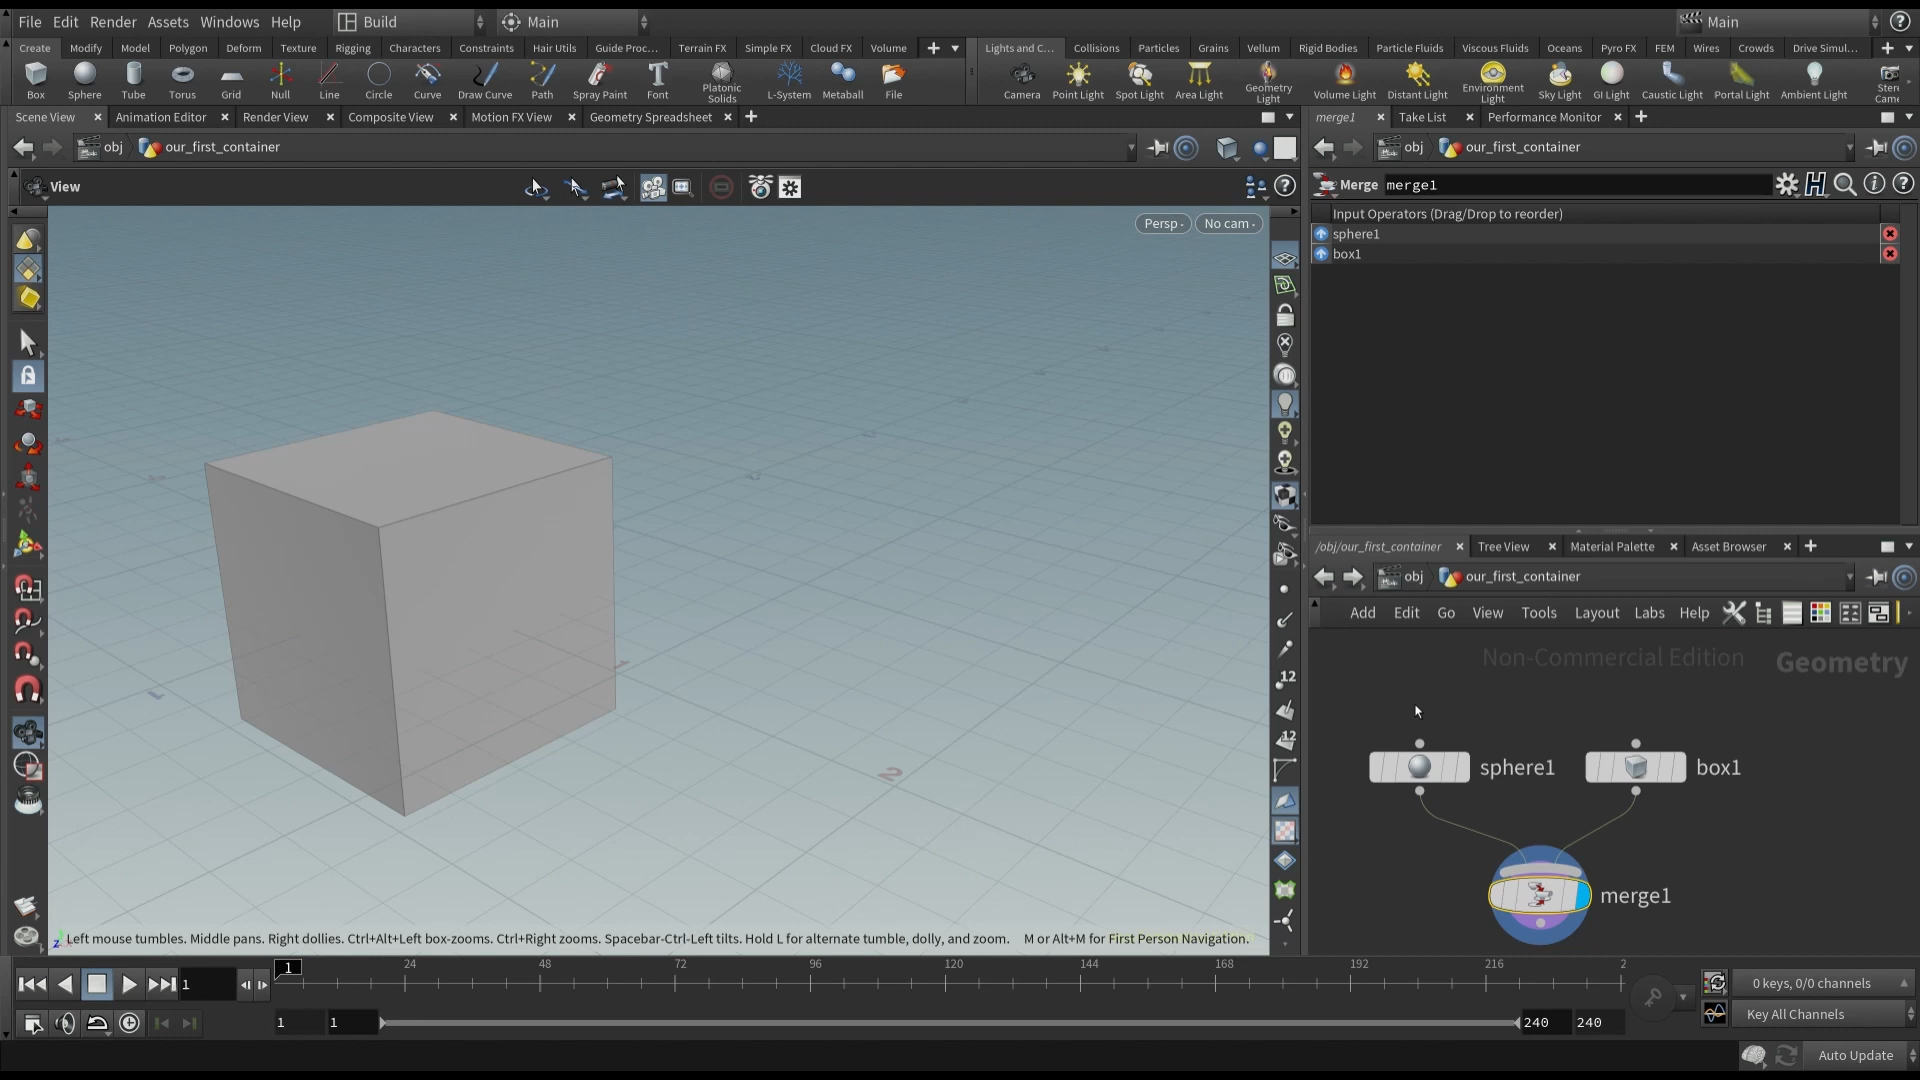 File Edit Render Assets Windows Help Build Main Main
Create Modify Model Polygon Deform Texture Rigging Characters Constraints Hair Utils Guide Proc... Terrain FX Simple FX Cloud FX Volume
Lights and C... Collisions Particles Grains Vellum Rigid Bodies Particle Fluids Viscous Fluids Oceans Pyro FX FEM Wires Crowds Drive Simul...
Box Sphere Tube Torus Grid Null Line Circle Curve Draw Curve Path Spray Paint Font Platonic Solids L-System Metaball File
Camera Point Light Spot Light Area Light Geometry Light Volume Light Distant Light Environment Light Sky Light GI Light Caustic Light Portal Light Ambient Light Stere Came
Scene View Animation Editor Render View Composite View Motion FX View Geometry Spreadsheet
obj our_first_container
View
Persp No cam
Left mouse tumbles. Middle pans. Right dollies. Ctrl+Alt+Left box-zooms. Ctrl+Right zooms. Spacebar-Ctrl-Left tilts. Hold L for alternate tumble, dolly, and zoom. M or Alt+M for First Person Navigation.
merge1 Take List Performance Monitor
obj our_first_container
Merge merge1
Input Operators (Drag/Drop to reorder)
sphere1
box1
/obj/our_first_container Tree View Material Palette Asset Browser
obj our_first_container
Add Edit Go View Tools Layout Labs Help
Non-Commercial Edition Geometry
sphere1 box1
merge1
1 24 48 72 96 120 144 168 192 216 2
1
0 keys, 0/0 channels
1 1 240 240
Key All Channels
Auto Update